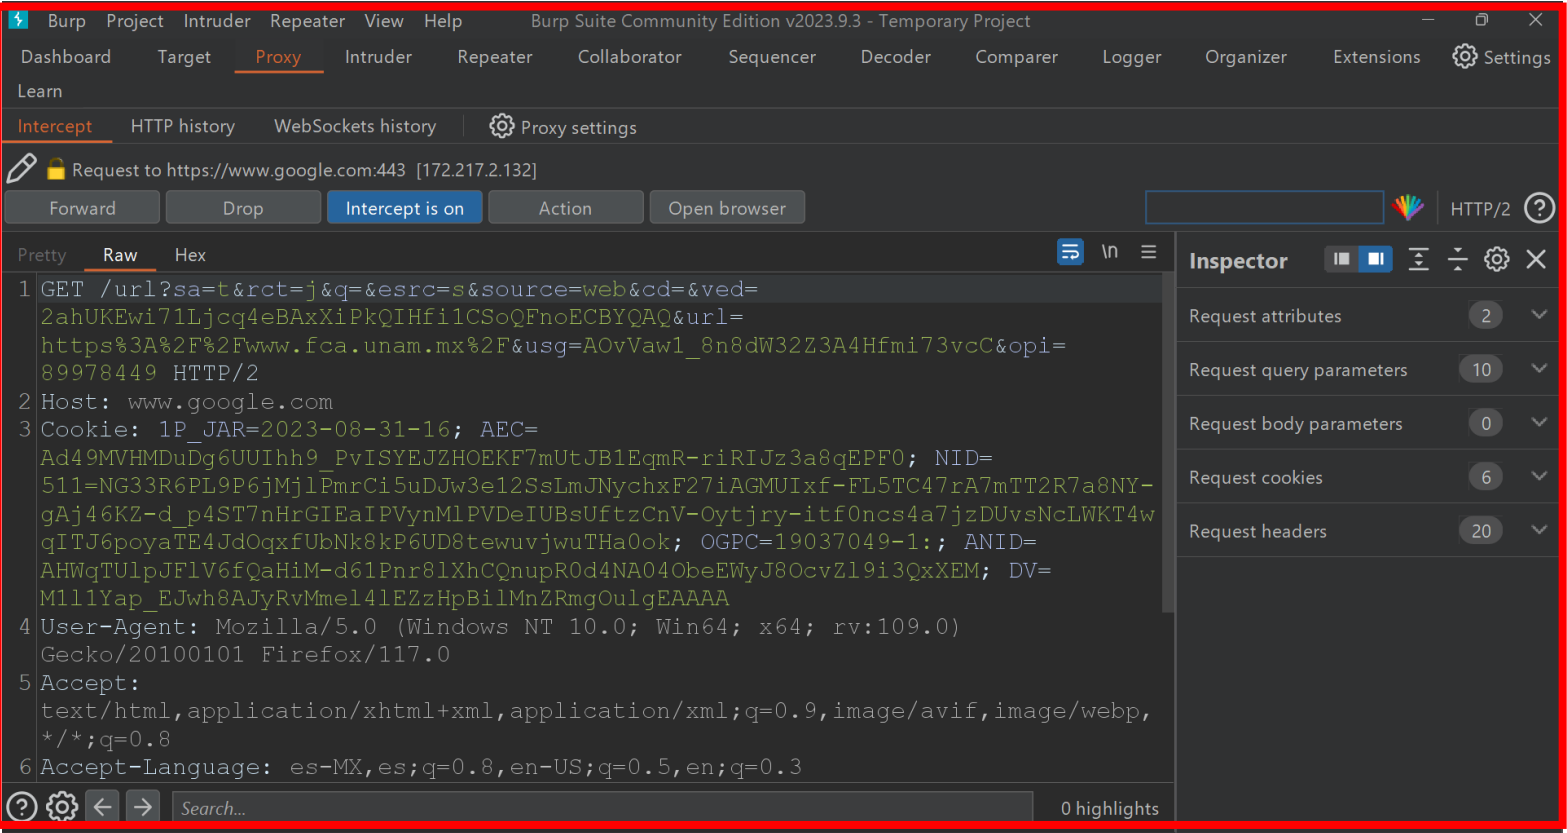 Burp Project Intruder Repeater View Help Burp Suite Community Edition v2023.9.3 - Temporary Project
Dashboard Target Proxy Intruder Repeater Collaborator Sequencer Decoder Comparer Logger Organizer Extensions Settings
Learn
Intercept HTTP history WebSockets history Proxy settings
Request to https://www.google.com:443 [172.217.2.132]
Forward Drop Intercept is on Action Open browser HTTP/2
Pretty Raw Hex \n
1 GET /url?sa=t&rct=j&q=&esrc=s&source=web&cd=&ved=
2ahUKEwi71Ljcq4eBAxXiPkQIHfi1CSoQFnoECBYQAQ&url=
https%3A%2F%2Fwww.fca.unam.mx%2F&usg=AOvVaw1_8n8dW32Z3A4Hfmi73vcC&opi=
89978449 HTTP/2
2 Host: www.google.com
3 Cookie: 1P_JAR=2023-08-31-16; AEC=
Ad49MVHMDuDg6UUIhh9_PvISYEJZHOEKF7mUtJB1EqmR-riRIJz3a8qEPF0; NID=
511=NG33R6PL9P6jMjlPmrCi5uDJw3e12SsLmJNychxF27iAGMUIxf-FL5TC47rA7mTT2R7a8NY-
gAj46KZ-d_p4ST7nHrGIEaIPVynMlPVDeIUBsUftzCnV-Oytjry-itf0ncs4a7jzDUvsNcLWKT4w
qITJ6poyaTE4JdOqxfUbNk8kP6UD8tewuvjwuTHa0ok; OGPC=19037049-1:; ANID=
AHWqTUlpJFlV6fQaHiM-d61Pnr8lXhCQnupR0d4NA04ObeEWyJ8OcvZl9i3QxXEM; DV=
M1l1Yap_EJwh8AJyRvMmel4lEZzHpBilMnZRmgOulgEAAAA
4 User-Agent: Mozilla/5.0 (Windows NT 10.0; Win64; x64; rv:109.0)
Gecko/20100101 Firefox/117.0
5 Accept:
text/html,application/xhtml+xml,application/xml;q=0.9,image/avif,image/webp,
*/*;q=0.8
6 Accept-Language: es-MX,es;q=0.8,en-US;q=0.5,en;q=0.3
Search... 0 highlights
Inspector
Request attributes 2
Request query parameters 10
Request body parameters 0
Request cookies 6
Request headers 20